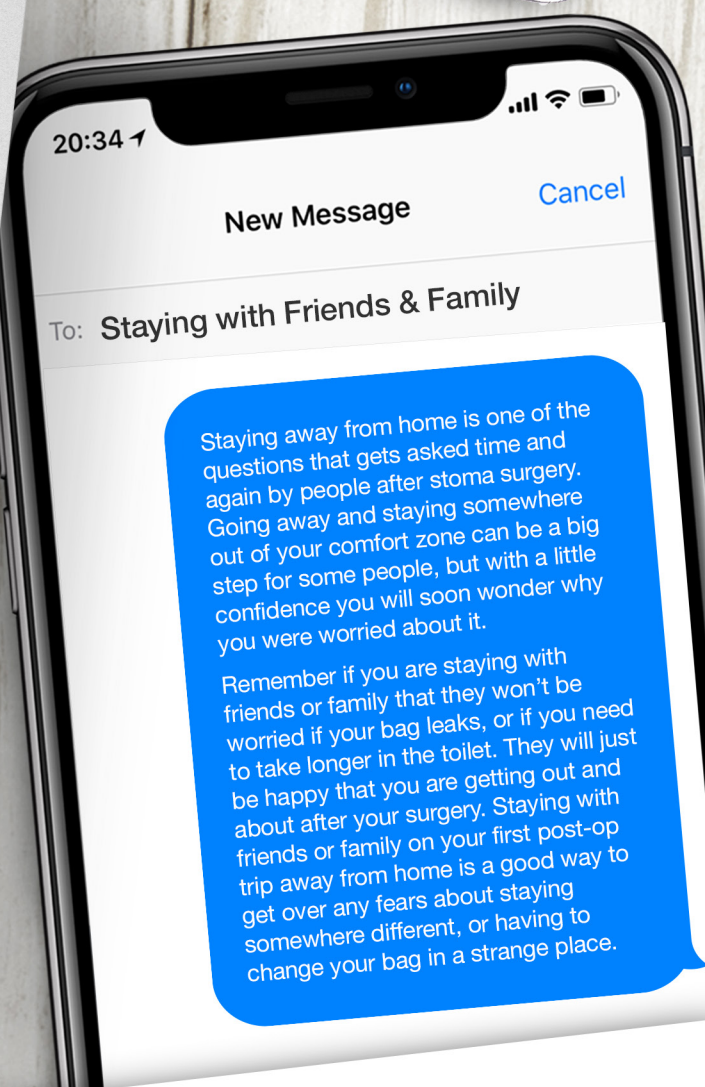 20:34
New Message
Cancel
To: Staying with Friends & Family
Staying away from home is one of the
questions that gets asked time and
again by people after stoma surgery.
Going away and staying somewhere
out of your comfort zone can be a big
step for some people, but with a little
confidence you will soon wonder why
you were worried about it.
Remember if you are staying with
friends or family that they won’t be
worried if your bag leaks, or if you need
to take longer in the toilet. They will just
be happy that you are getting out and
about after your surgery. Staying with
friends or family on your first post-op
trip away from home is a good way to
get over any fears about staying
somewhere different, or having to
change your bag in a strange place.